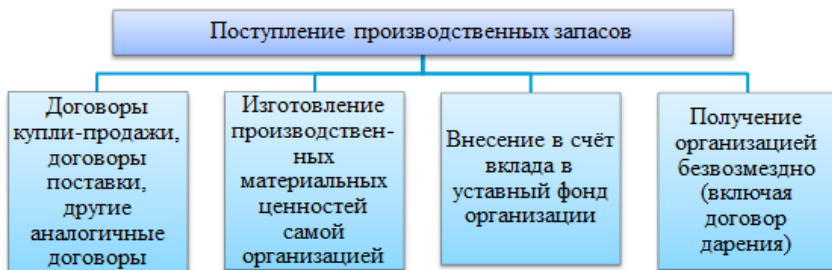 Поступление производственных запасов
Договоры
купли-продажи,
договоры
поставки,
другие
аналогичные
договоры
Изготовление
производствен-
ных
материальных
ценностей
самой
организацией
Внесение в счёт
вклада в
уставный фонд
организации
Получение
организацией
безвозмездно
(включая
договор
дарения)